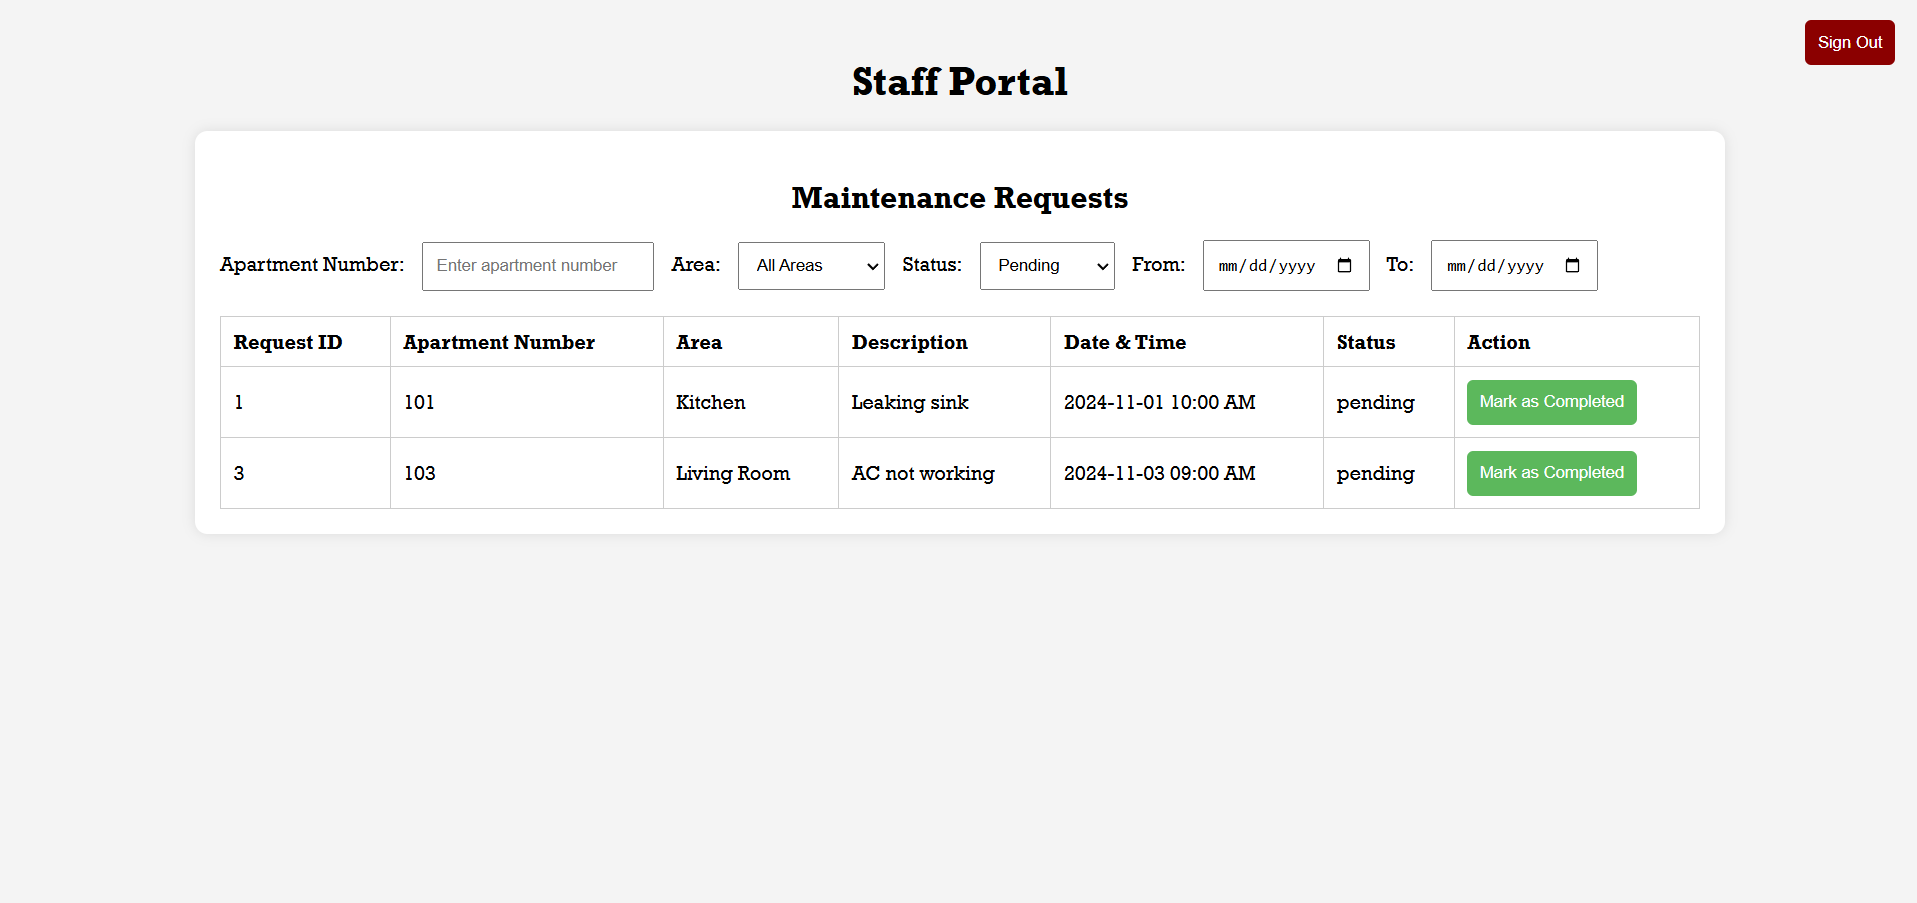 Sign Out
Staff Portal
Maintenance Requests
Apartment Number: Enter apartment number Area: All Areas Status: Pending From: mm/dd/yyyy To: mm/dd/yyyy
Request ID Apartment Number Area Description Date & Time Status Action
1 101 Kitchen Leaking sink 2024-11-01 10:00 AM pending Mark as Completed
3 103 Living Room AC not working 2024-11-03 09:00 AM pending Mark as Completed